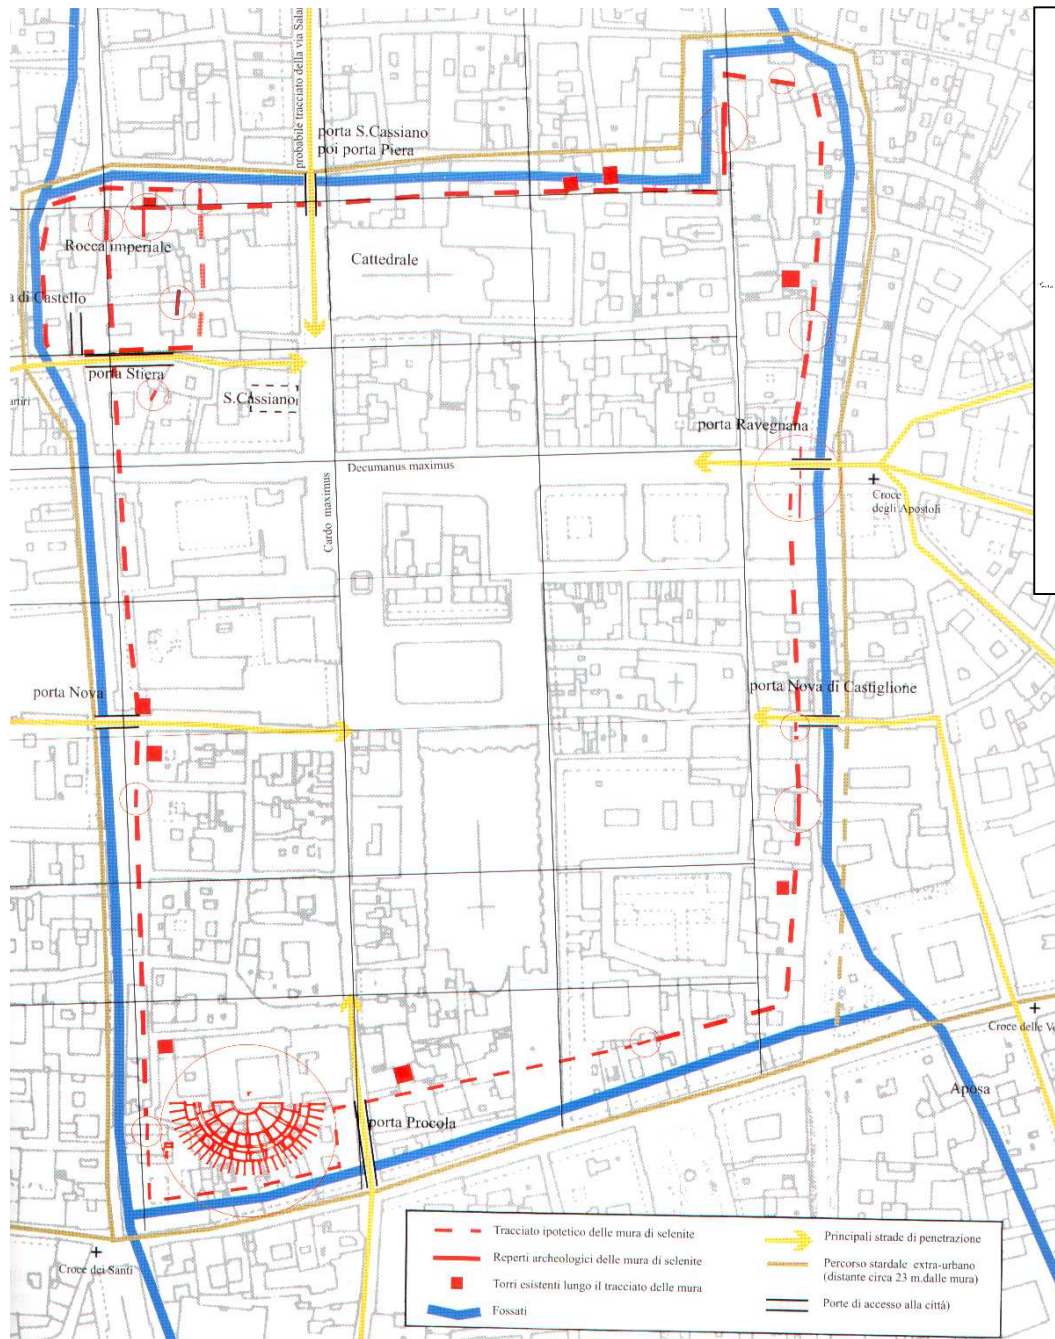 probabile tracciato della via Salar
porta S.Cassiano
poi porta Piera
Rocca imperiale
Cattedrale
a di Castello
porta Stiera
artiri
S.Cassiano
porta Ravegnana
Decumanus maximus
Cardo maximus
Croce
degli Apostoli
porta Nova
porta Nova di Castiglione
Croce delle Ve
Aposa
porta Procola
Croce dei Santi
Tracciato ipotetico delle mura di selenite
Reperti archeologici delle mura di selenite
Torri esistenti lungo il tracciato delle mura
Fossati
Principali strade di penetrazione
Percorso stardale extra-urbano
(distante circa 23 m.dalle mura)
Porte di accesso alla città)